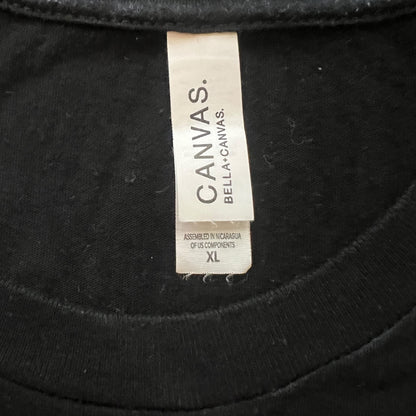 CANVAS.
BELLA+CANVAS.
ASSEMBLED IN NICARAGUA
OF US COMPONENTS
XL